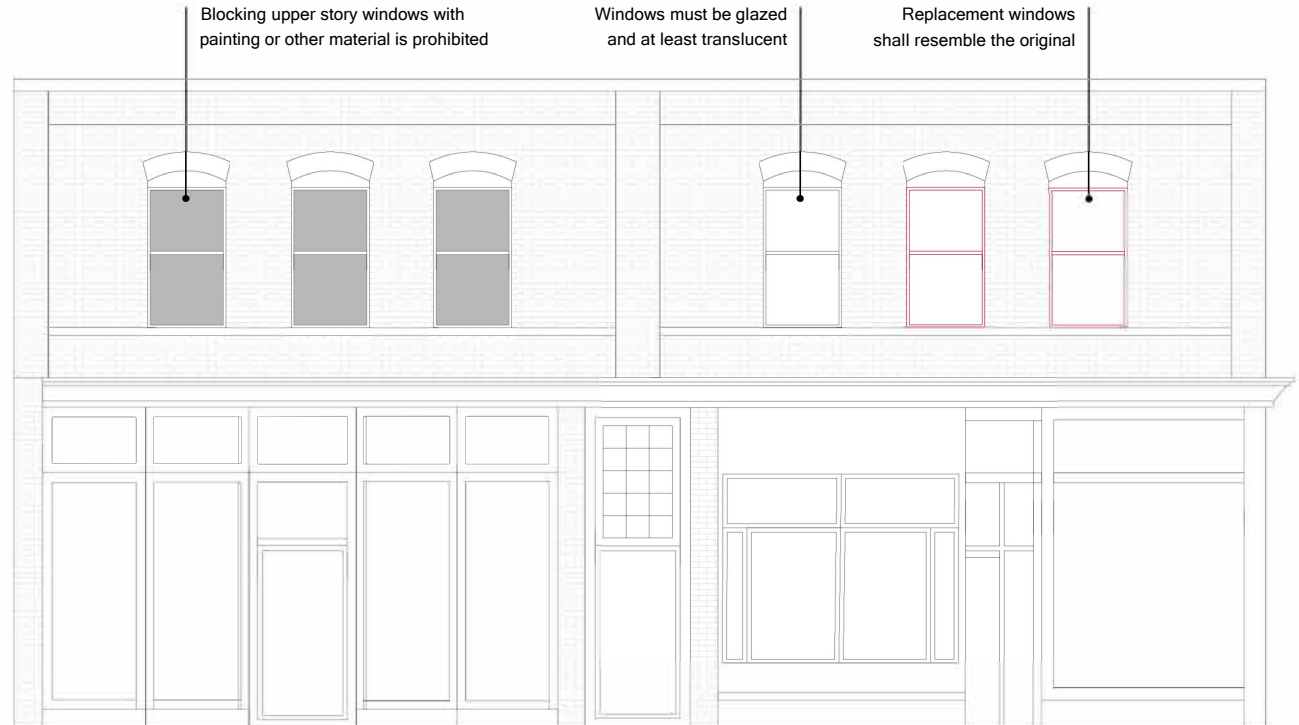 Blocking upper story windows with
painting or other material is prohibited
Windows must be glazed
and at least translucent
Replacement windows
shall resemble the original